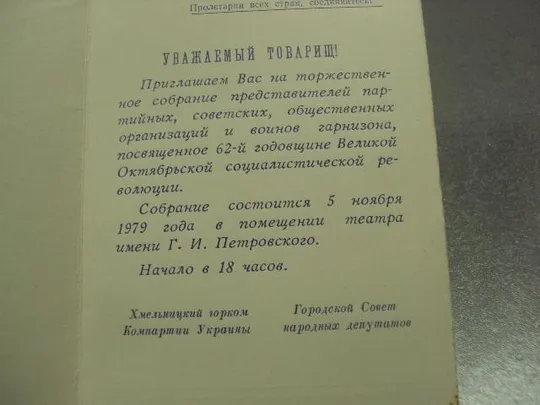 Пролетарии всех стран, соединяйтесь!
УВАЖАЕМЫЙ ТОВАРИЩ!
Приглашаем Вас на торжествен-
ное собрание представителей пар-
тийных, советских, общественных
организаций и воинов гарнизона,
посвященное 62-й годовщине Великой
Октябрьской социалистической ре-
волюции.
Собрание состоится 5 ноября
1979 года в помещении театра
имени Г. И. Петровского.
Начало в 18 часов.
Хмельницкий горком
Компартии Украины
Городской Совет
народных депутатов